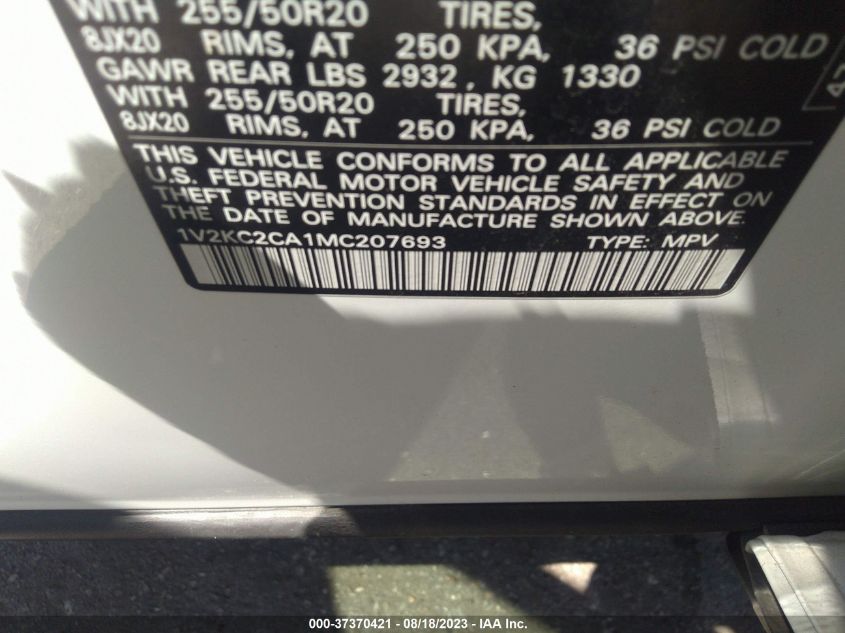 WITH 255/50R20 TIRES,
8JX20 RIMS, AT 250 KPA, 36 PSI COLD
GAWR REAR LBS 2932, KG 1330
WITH 255/50R20 TIRES,
8JX20 RIMS, AT 250 KPA, 36 PSI COLD
THIS VEHICLE CONFORMS TO ALL APPLICABLE
U.S. FEDERAL MOTOR VEHICLE SAFETY AND
THEFT PREVENTION STANDARDS IN EFFECT ON
THE DATE OF MANUFACTURE SHOWN ABOVE.
1V2KC2CA1MC207693 TYPE: MPV
000-37370421 - 08/18/2023 - IAA Inc.